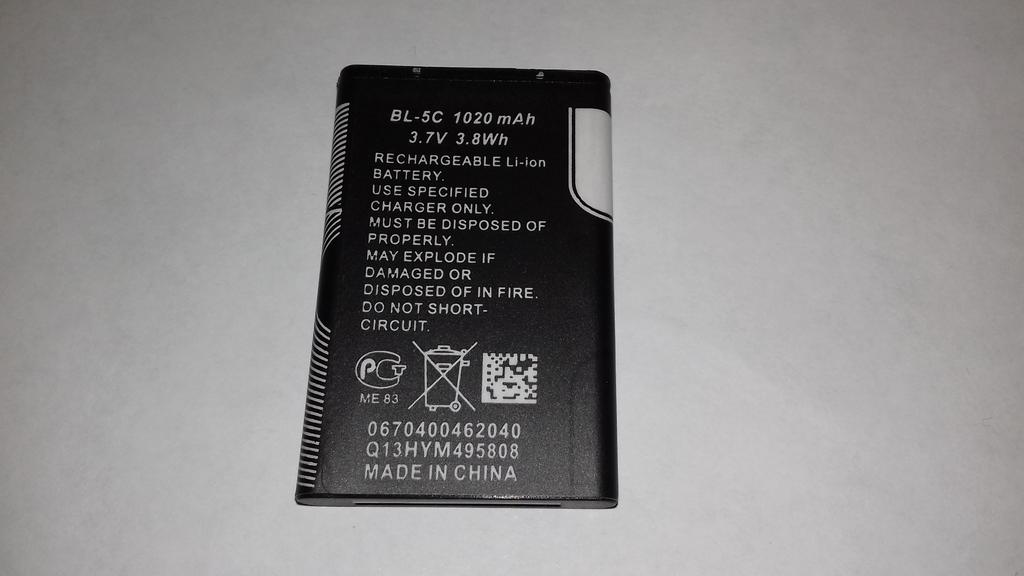 BL-5C 1020 mAh
3.7V 3.8Wh
RECHARGEABLE Li-ion
BATTERY.
USE SPECIFIED
CHARGER ONLY.
MUST BE DISPOSED OF
PROPERLY.
MAY EXPLODE IF
DAMAGED OR
DISPOSED OF IN FIRE.
DO NOT SHORT-
CIRCUIT.
РСТ
ME 83
0670400462040
Q13HYM495808
MADE IN CHINA